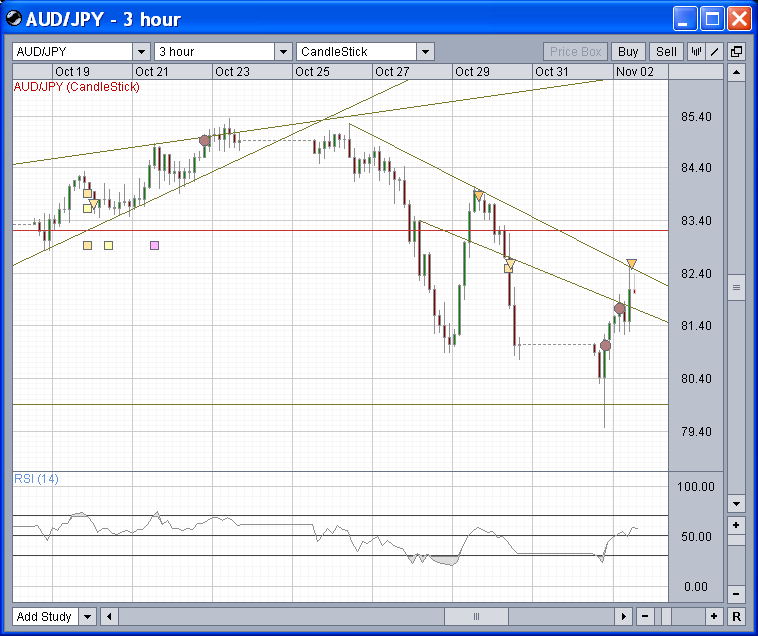 AUD/JPY - 3 hour
AUD/JPY 3 hour CandleStick Price Box Buy Sell
Oct 19 Oct 21 Oct 23 Oct 25 Oct 27 Oct 29 Oct 31 Nov 02
AUD/JPY (CandleStick)
85.40
84.40
83.40
82.40
81.40
80.40
79.40
RSI (14)
100.00
50.00
0.00
Add Study R